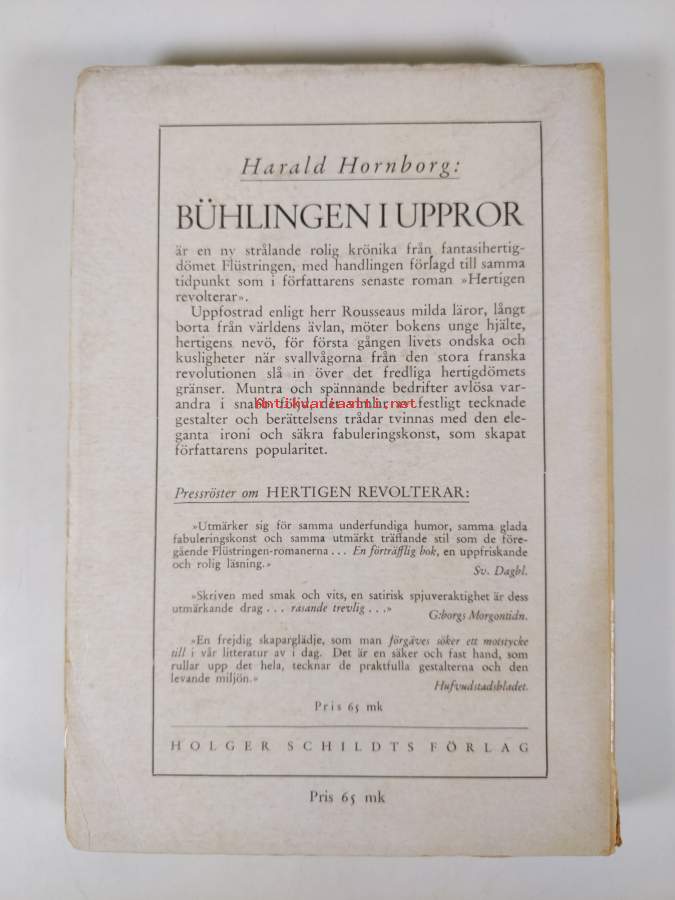 Harald Hornborg:
BÜHLINGEN I UPPROR
är en ny strålande rolig krönika från fantasihertig-
dömet Flüstringen, med handlingen förlagd till samma
tidpunkt som i författarens senaste roman »Hertigen
revolterar».
Uppfostrad enligt herr Rousseaus milda läror, långt
borta från världens ävlan, möter bokens unge hjälte,
hertigens nevö, för första gången livets ondska och
kusligheter när svallvågorna från den stora franska
revolutionen slå in över det fredliga hertigdömets
gränser. Muntra och spännande bedrifter avlösa var-
andra i snabb följd, det vimlar av festligt tecknade
gestalter och berättelsens trådar tvinnas med den ele-
ganta ironi och säkra fabuleringskonst, som skapat
författarens popularitet.
Pressröster om HERTIGEN REVOLTERAR:
»Utmärker sig för samma underfundiga humor, samma glada
fabuleringskonst och samma utmärkt träffande stil som de före-
gående Flüstringen-romanerna . . . En förträfflig bok, en uppfriskande
och rolig läsning.»
Sv. Dagbl.
»Skriven med smak och vits, en satirisk spjuveraktighet är dess
utmärkande drag . . . rasande trevlig . . .»
G:borgs Morgontidn.
»En frejdig skaparglädje, som man förgäves söker ett motstycke
till i vår litteratur av i dag. Det är en säker och fast hand, som
rullar upp det hela, tecknar de praktfulla gestalterna och den
levande miljön.»
Hufvudstadsbladet.
Pris 65 mk
HOLGER SCHILDTS FÖRLAG
Pris 65 mk